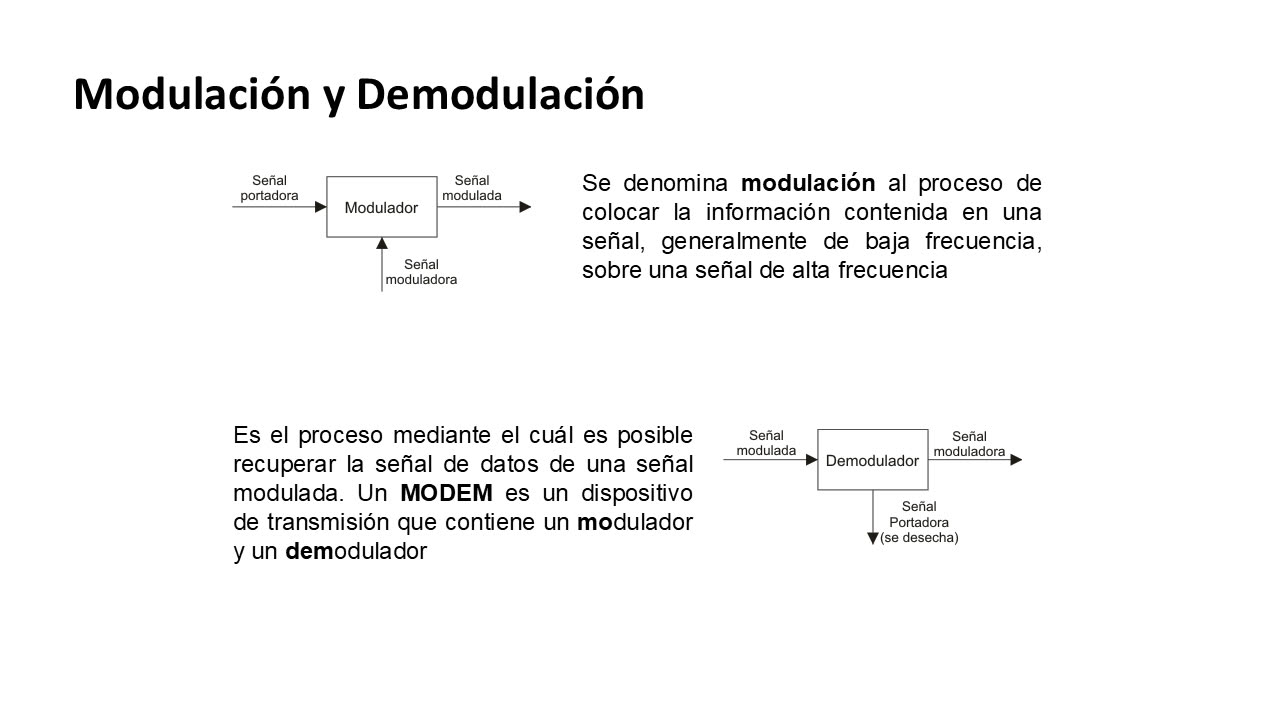 Modulación y Demodulación
Señal
portadora
Modulador
Señal
modulada
Señal
moduladora
Se denomina modulación al proceso de
colocar la información contenida en una
señal, generalmente de baja frecuencia,
sobre una señal de alta frecuencia
Es el proceso mediante el cuál es posible
recuperar la señal de datos de una señal
modulada. Un MODEM es un dispositivo
de transmisión que contiene un modulador
y un demodulador
Señal
modulada
Demodulador
Señal
moduladora
Señal
Portadora
(se desecha)